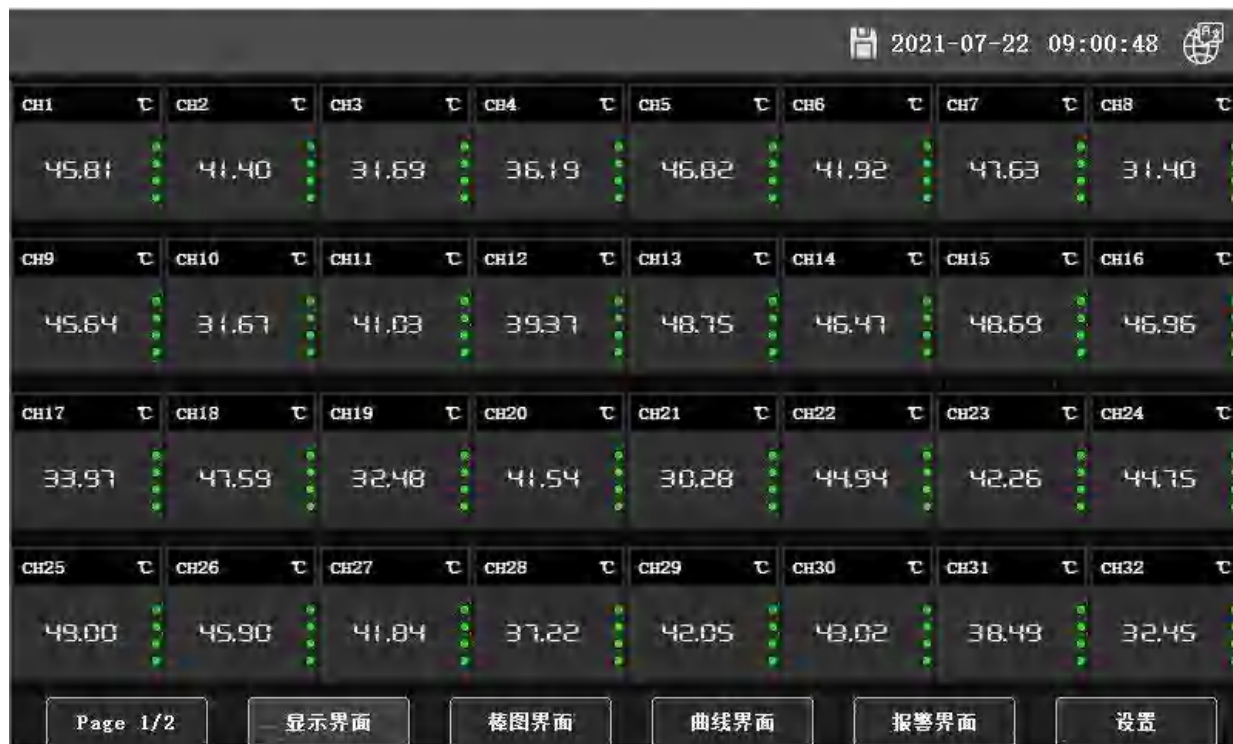 2021-07-22 09:00:48
CH1 ℃ CH2 ℃ CH3 ℃ CH4 ℃ CH5 ℃ CH6 ℃ CH7 ℃ CH8 ℃
45.81 41.40 31.69 36.19 46.82 41.92 47.63 31.40
CH9 ℃ CH10 ℃ CH11 ℃ CH12 ℃ CH13 ℃ CH14 ℃ CH15 ℃ CH16 ℃
45.64 31.67 41.03 39.37 48.75 46.47 48.69 46.96
CH17 ℃ CH18 ℃ CH19 ℃ CH20 ℃ CH21 ℃ CH22 ℃ CH23 ℃ CH24 ℃
33.97 47.59 32.48 41.54 30.28 44.94 42.26 44.75
CH25 ℃ CH26 ℃ CH27 ℃ CH28 ℃ CH29 ℃ CH30 ℃ CH31 ℃ CH32 ℃
49.00 45.90 41.84 37.22 42.05 43.02 38.49 32.45
Page 1/2 显示界面 棒图界面 曲线界面 报警界面 设置